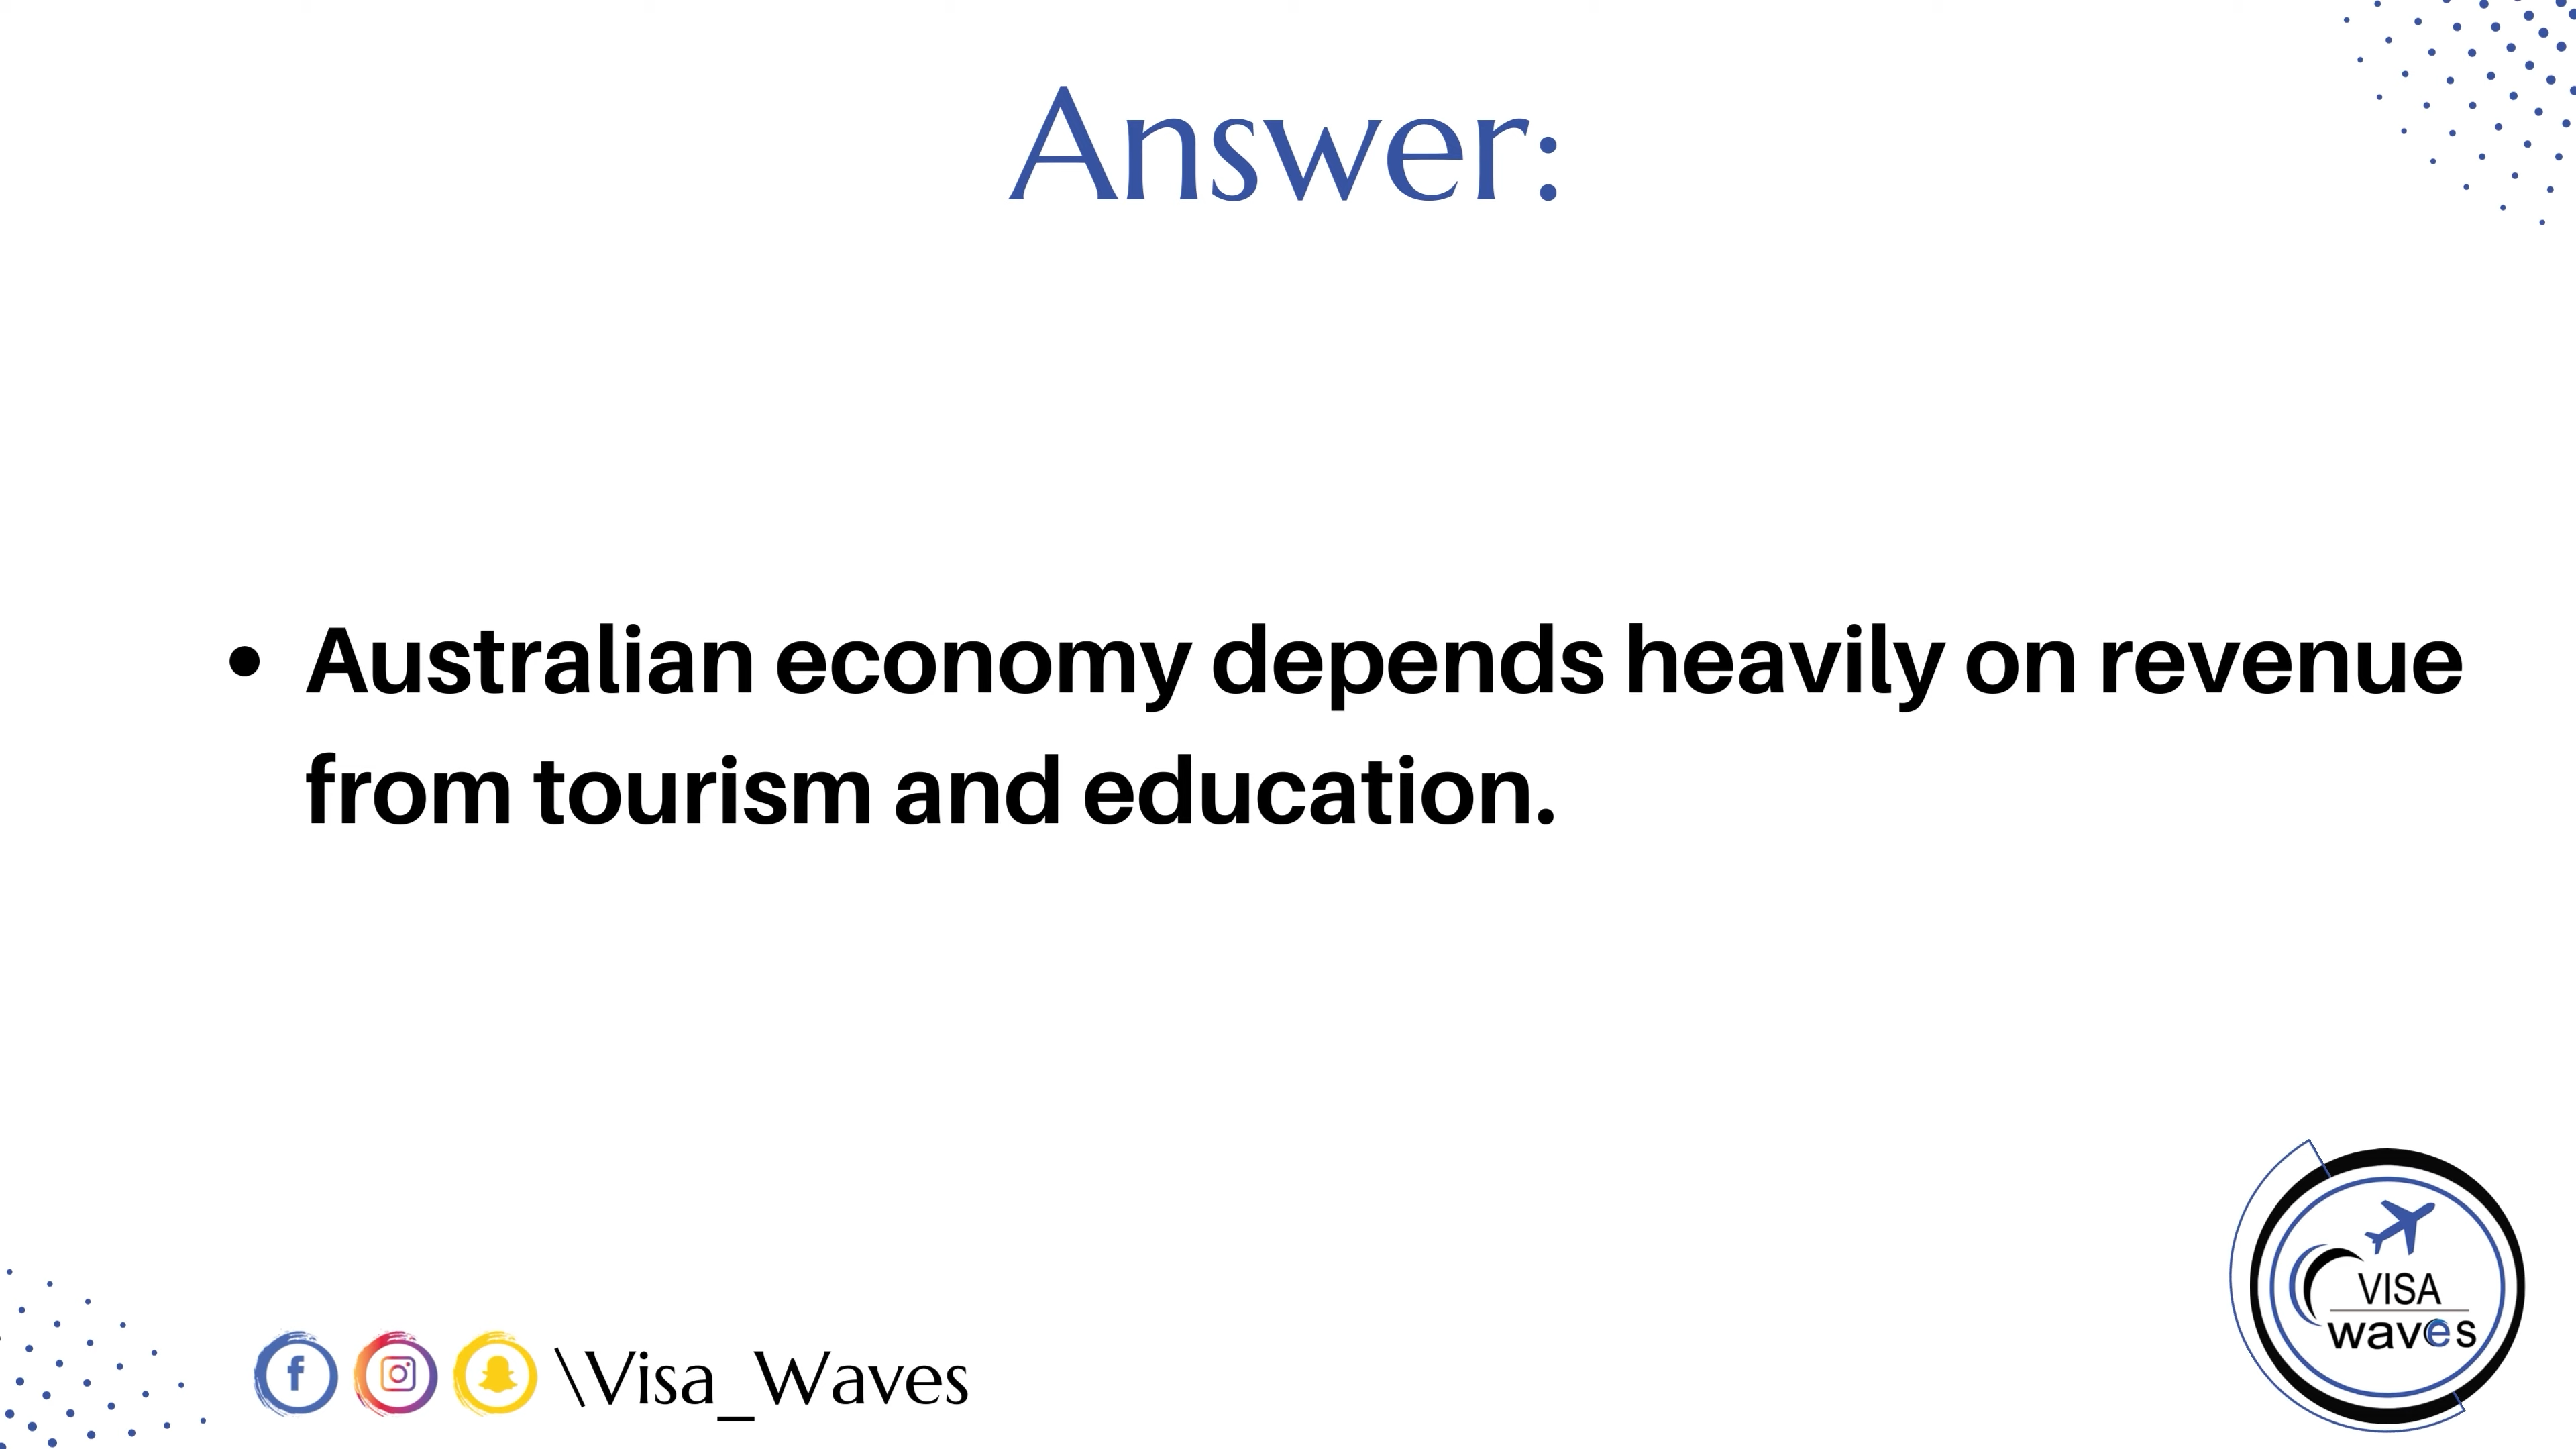 Answer:
• Australian economy depends heavily on revenue
from tourism and education.
\Visa_Waves
VISA
waves